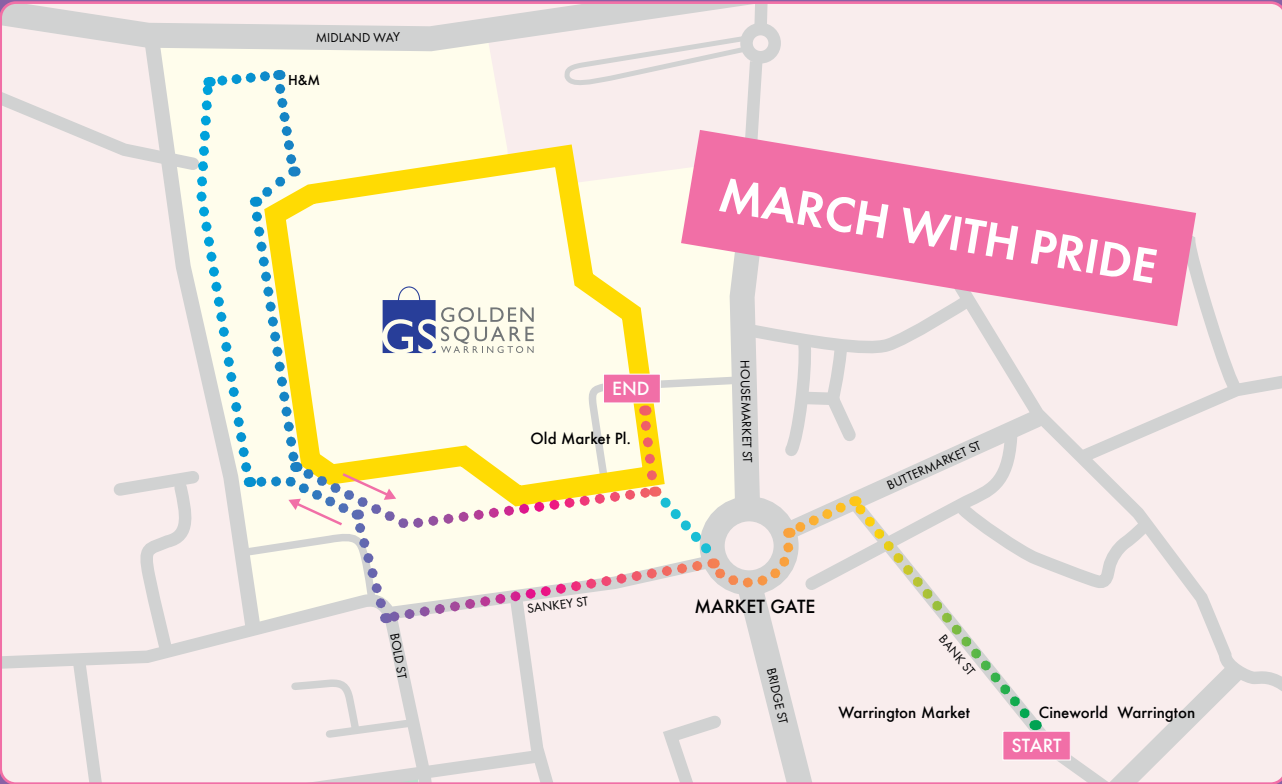 MIDLAND WAY
H&M
MARCH WITH PRIDE
GS
GOLDEN
SQUARE
WARRINGTON
END
HOUSEMARKET ST
Old Market Pl.
BUTTERMARKET ST
MARKET GATE
SANKEY ST
BOLD ST
BANK ST
BRIDGE ST
Warrington Market
Cineworld Warrington
START